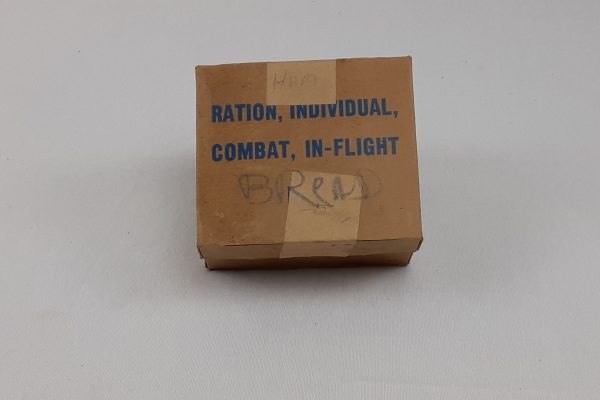 HAM
RATION, INDIVIDUAL,
COMBAT, IN-FLIGHT
BREAD